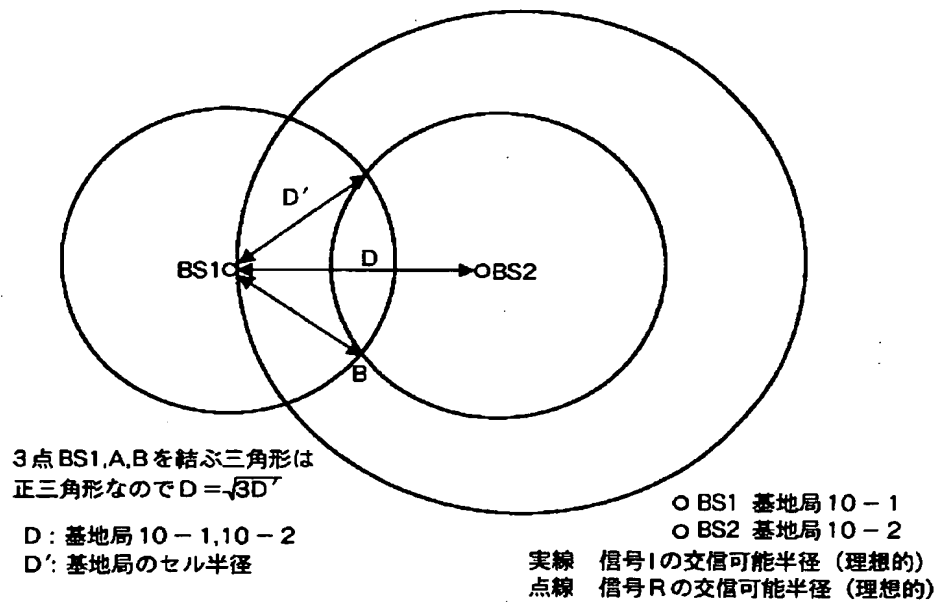 D′
D
BS1
BS2
B
3点BS1,A,Bを結ぶ三角形は
正三角形なのでD=√3D′
D:基地局10-1,10-2
D′:基地局のセル半径
BS1 基地局10-1
BS2 基地局10-2
実線 信号Iの交信可能半径(理想的)
点線 信号Rの交信可能半径(理想的)